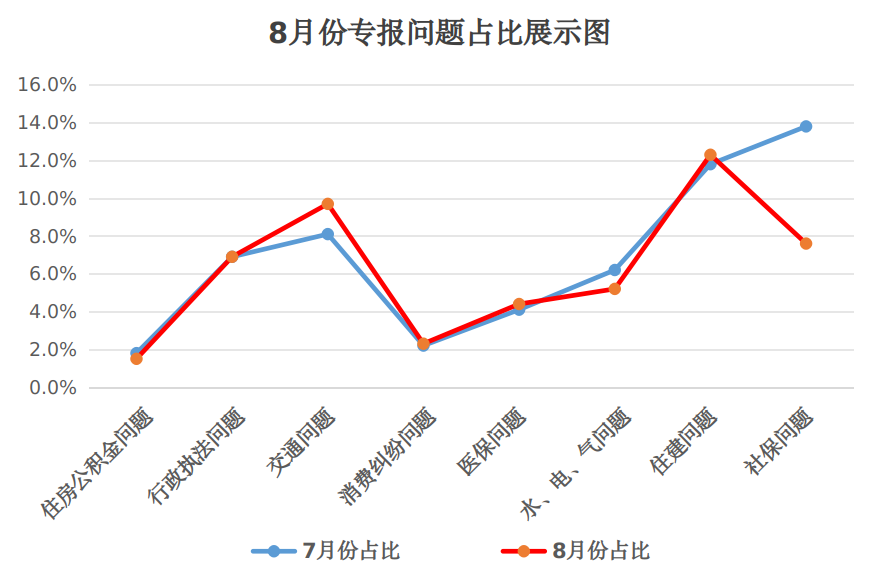 8月份专报问题占比展示图
16.0%
14.0%
12.0%
10.0%
8.0%
6.0%
4.0%
2.0%
0.0%
住房公积金问题
行政执法问题
交通问题
消费纠纷问题
医保问题
水、电、气问题
住建问题
社保问题
7月份占比
8月份占比